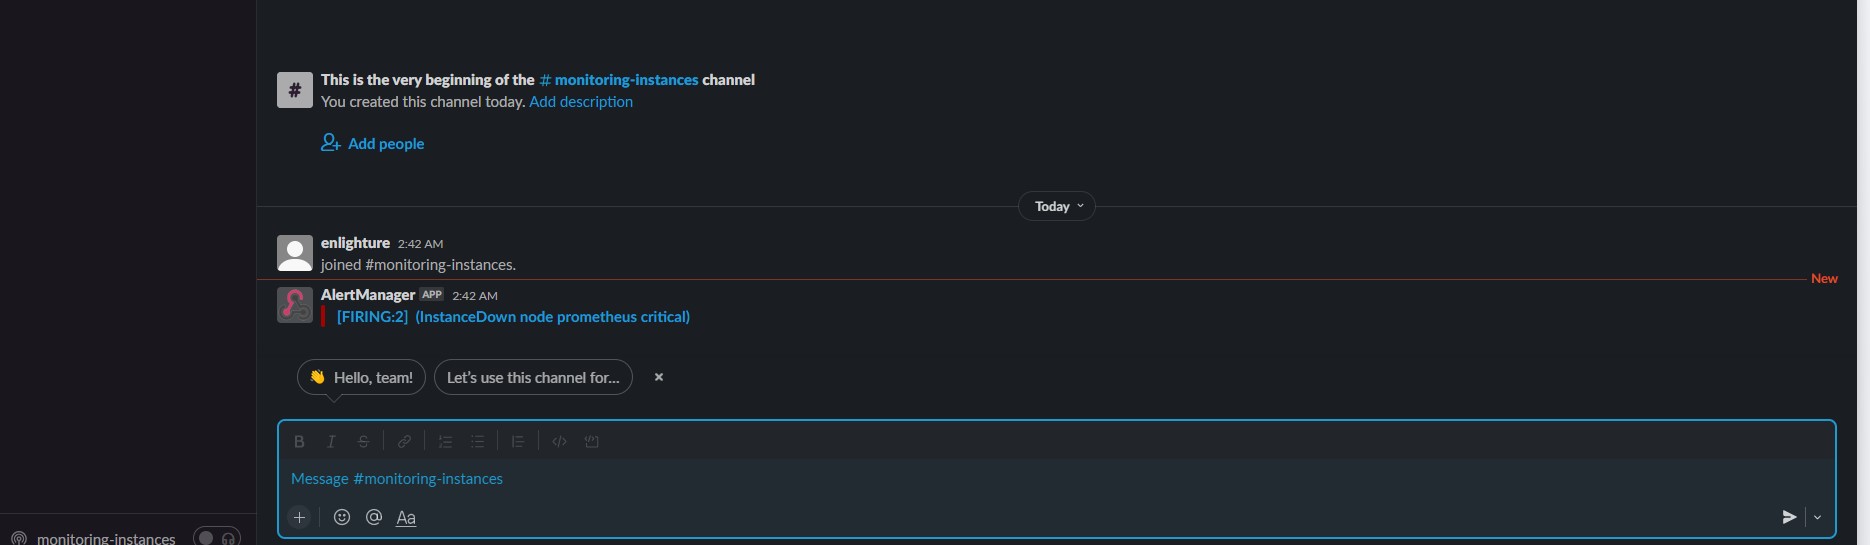 This is the very beginning of the # monitoring-instances channel
You created this channel today. Add description
Add people
Today
enlighture 2:42 AM
joined #monitoring-instances.
New
AlertManager APP 2:42 AM
[FIRING:2] (InstanceDown node prometheus critical)
👋 Hello, team! Let's use this channel for...
B I S
Message #monitoring-instances
@ Aa
monitoring-instances